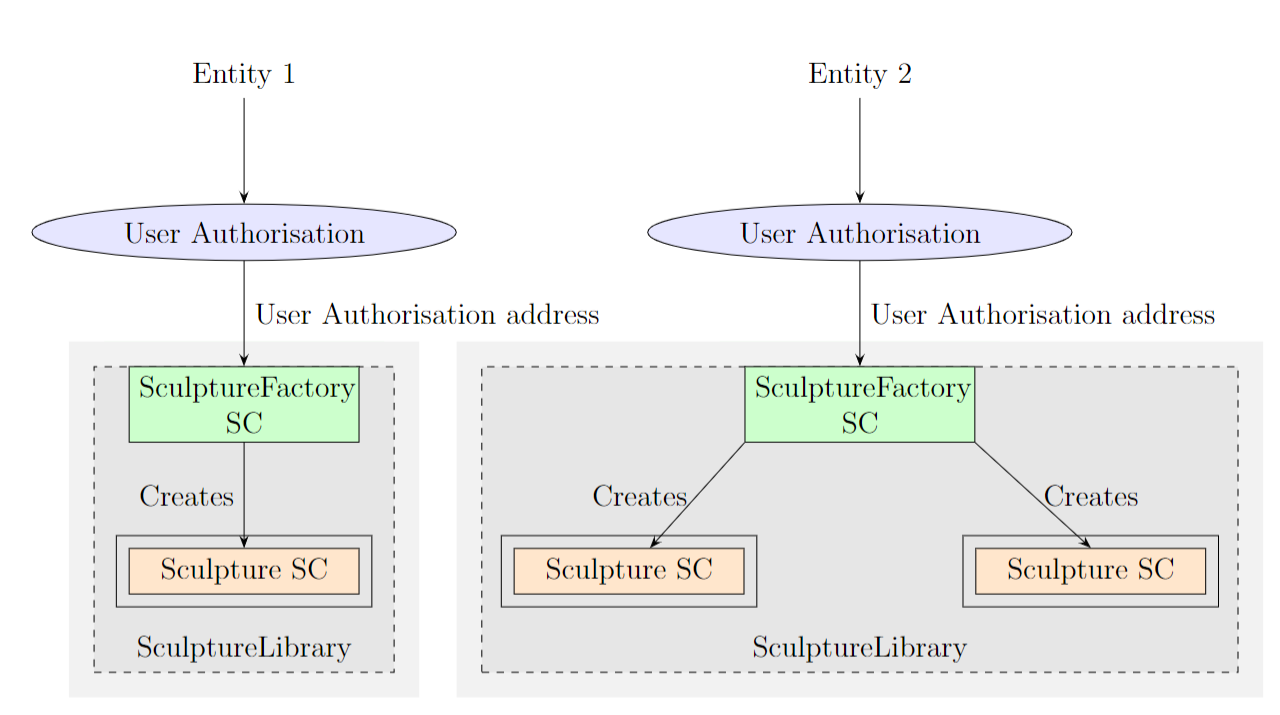 Entity 1
Entity 2
User Authorisation
User Authorisation
User Authorisation address
User Authorisation address
SculptureFactory
SC
SculptureFactory
SC
Creates
Creates
Creates
Sculpture SC
Sculpture SC
Sculpture SC
SculptureLibrary
SculptureLibrary